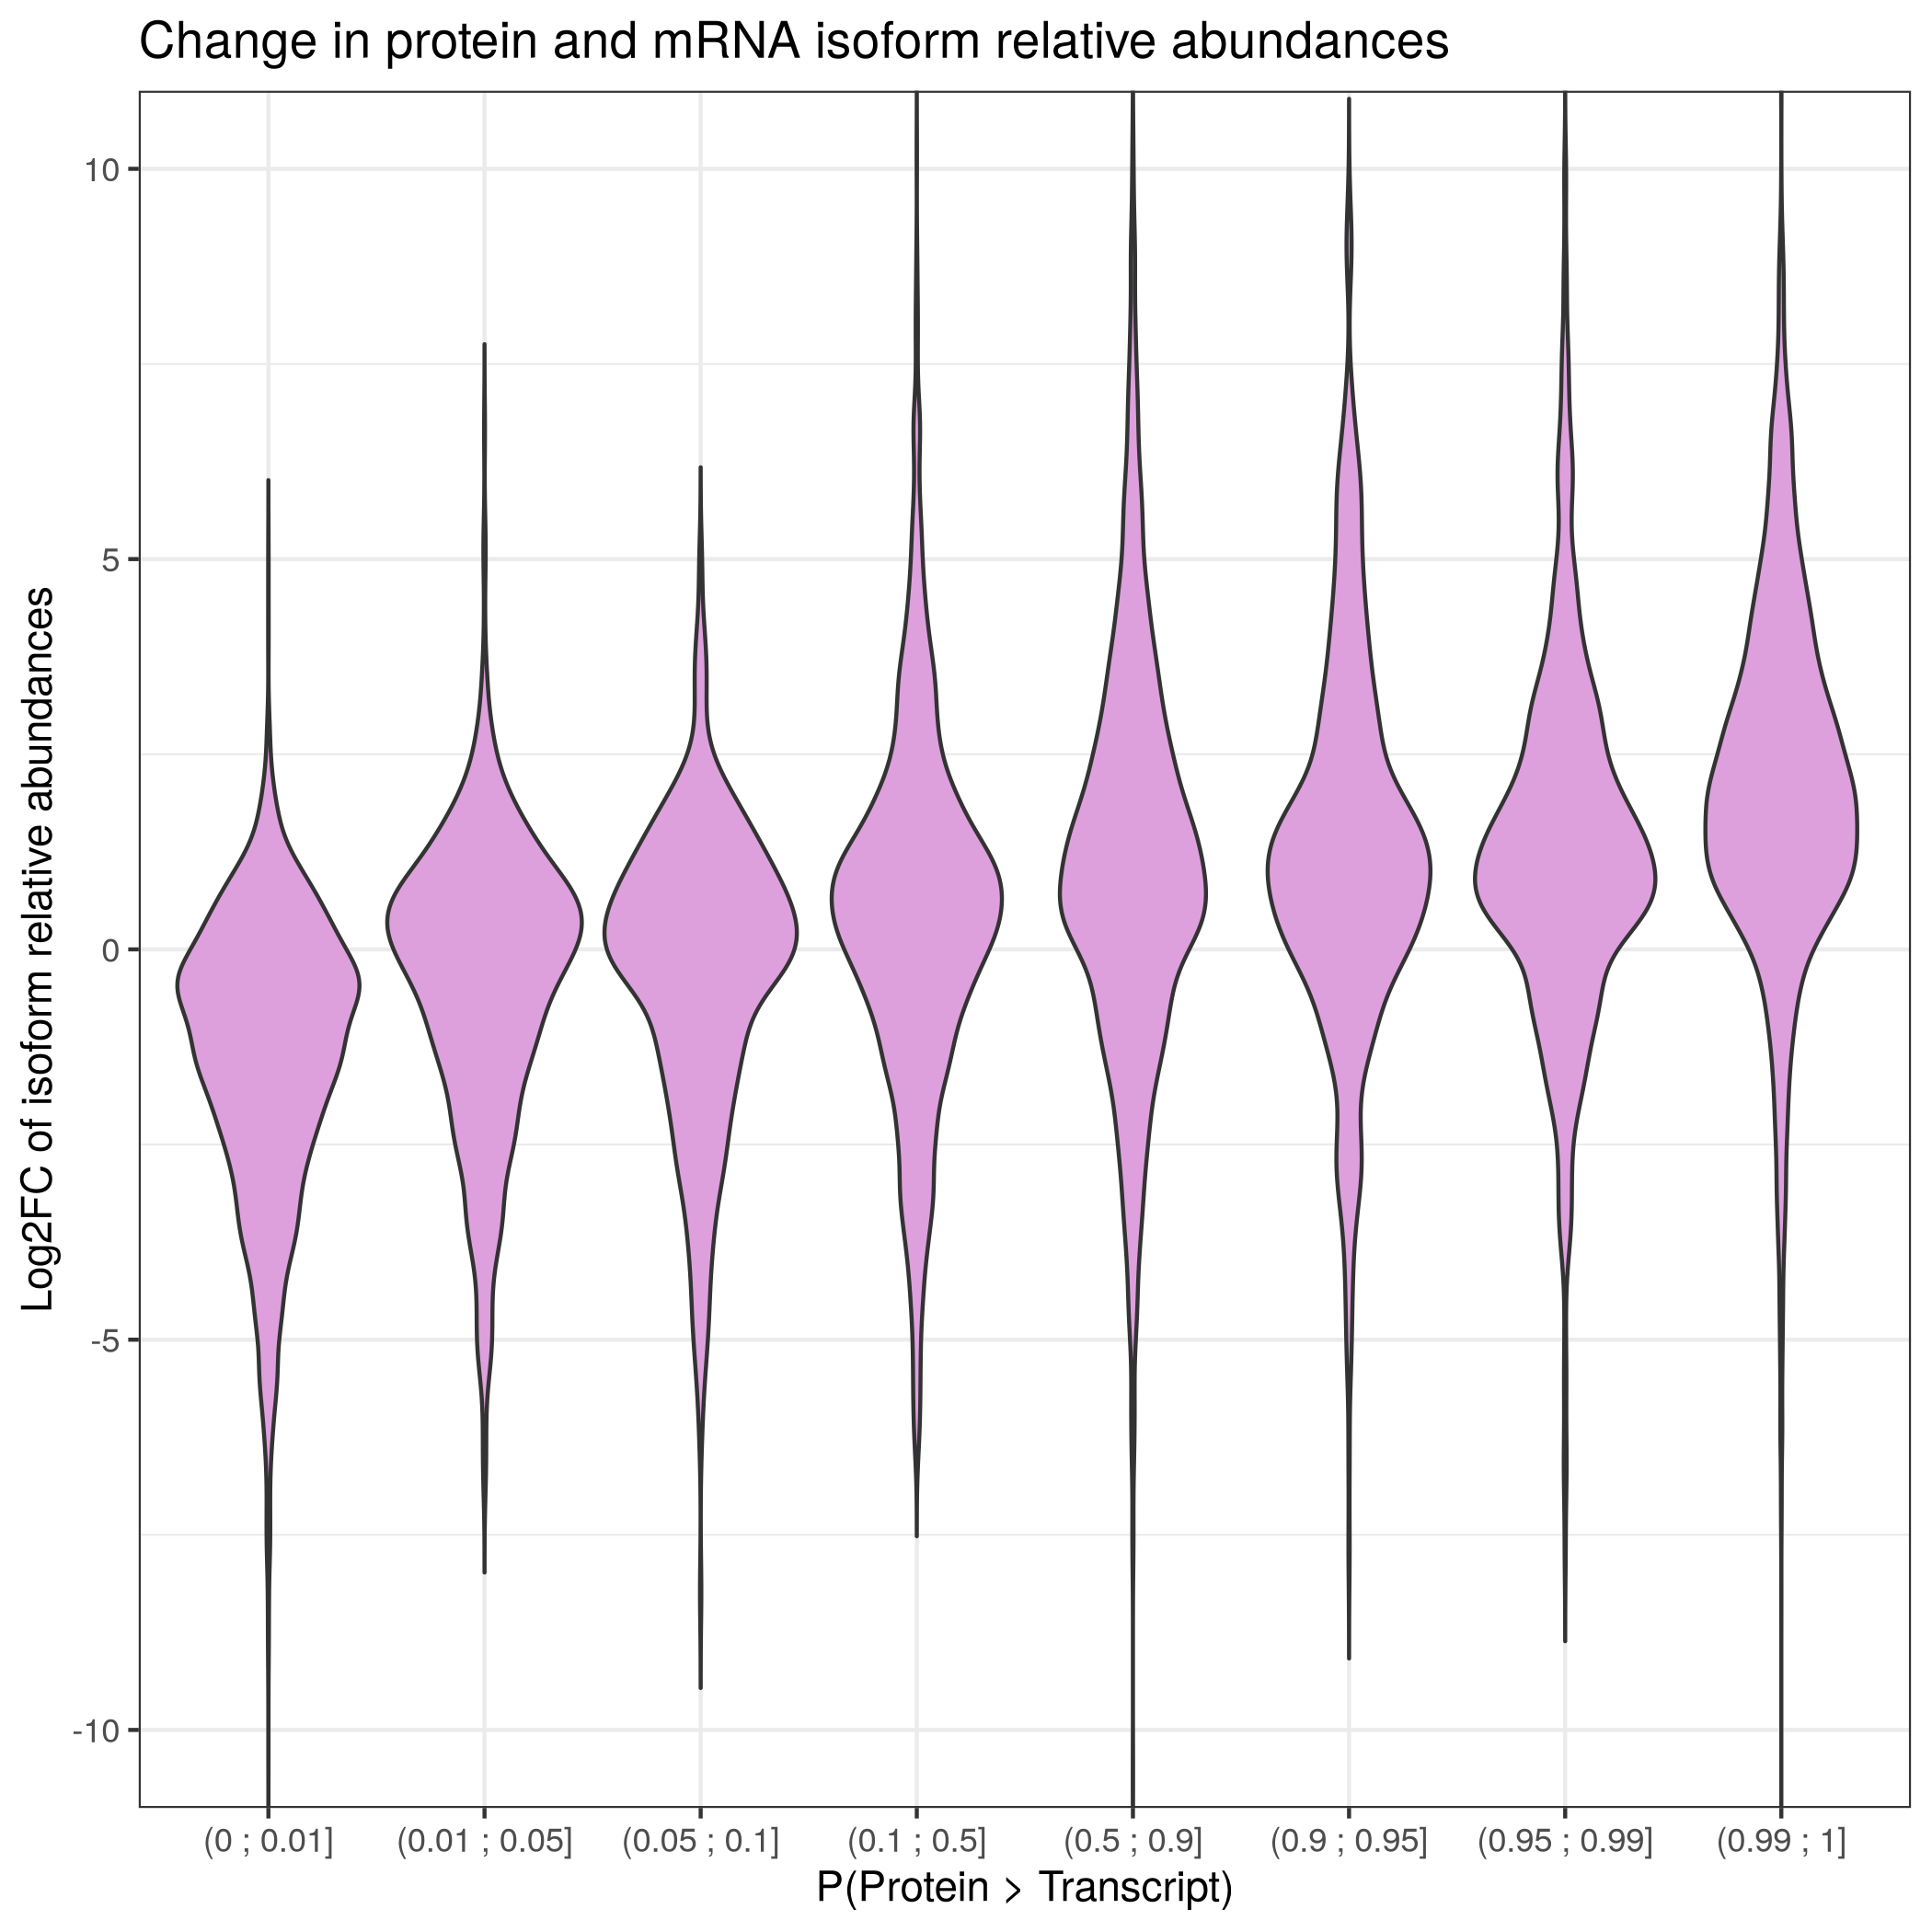 Change in protein and mRNA isoform relative abundances
Log2FC of isoform relative abundances
10
5
0
-5
-10
(0 ; 0.01] (0.01 ; 0.05] (0.05 ; 0.1] (0.1 ; 0.5] (0.5 ; 0.9] (0.9 ; 0.95] (0.95 ; 0.99] (0.99 ; 1]
P(Protein > Transcript)